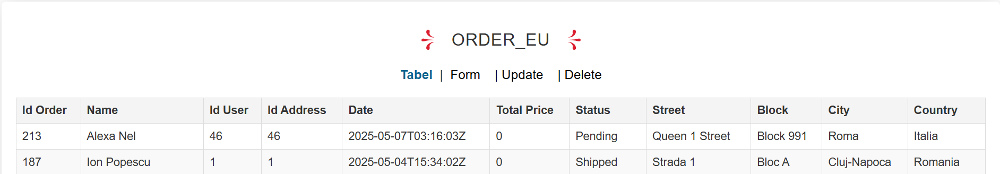 ORDER_EU
Tabel | Form | Update | Delete
Id Order Name Id User Id Address Date Total Price Status Street Block City Country
213 Alexa Nel 46 46 2025-05-07T03:16:03Z 0 Pending Queen 1 Street Block 991 Roma Italia
187 Ion Popescu 1 1 2025-05-04T15:34:02Z 0 Shipped Strada 1 Bloc A Cluj-Napoca Romania